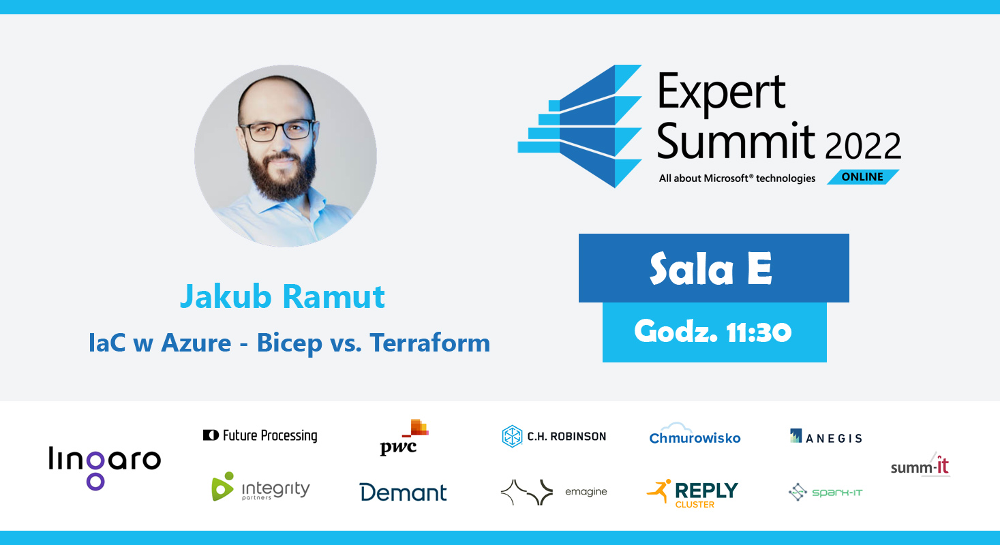 Expert
Summit 2022
All about Microsoft® technologies ONLINE
Sala E
Godz. 11:30
Jakub Ramut
IaC w Azure - Bicep vs. Terraform
lingaro
Future Processing
pwc
C.H. ROBINSON
Chmurowisko
ANEGIS
integrity
partners
Demant
emagine
REPLY
CLUSTER
SPARK-IT
summ-it